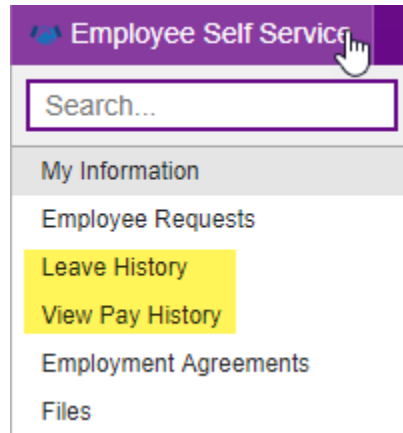 Employee Self Service
Search...
My Information
Employee Requests
Leave History
View Pay History
Employment Agreements
Files